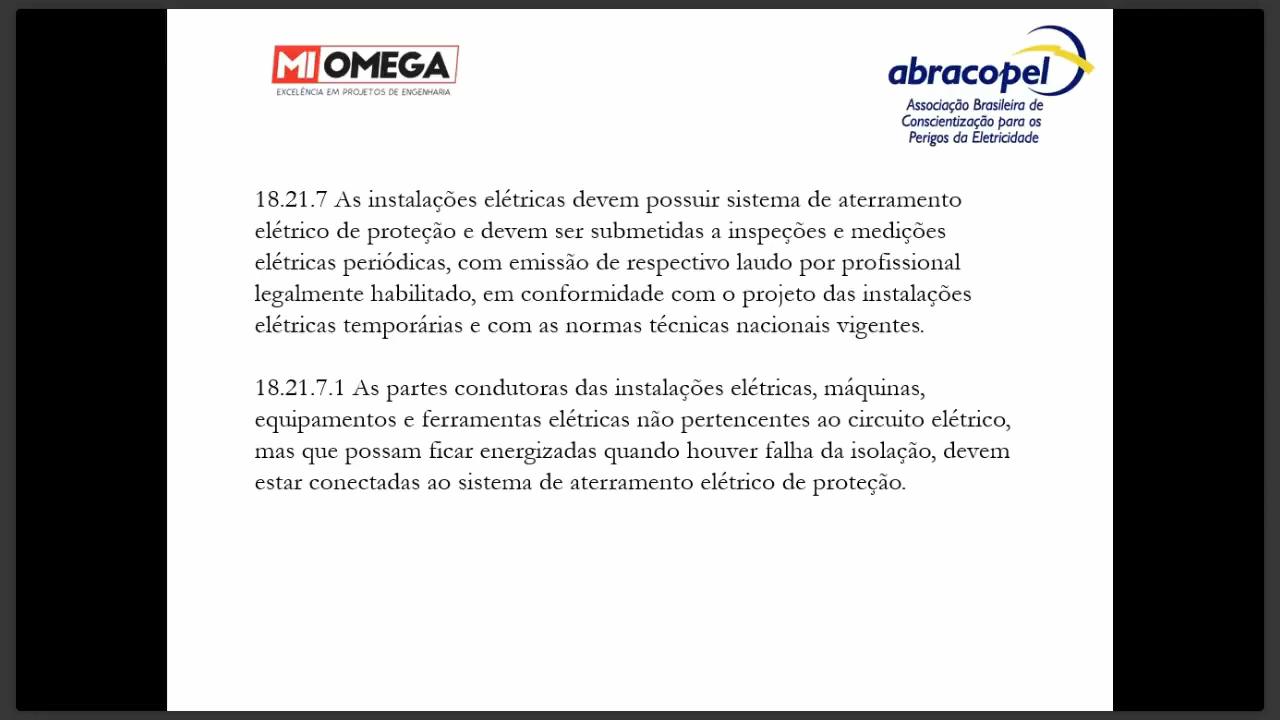 MI OMEGA
EXCELÊNCIA EM PROJETOS DE ENGENHARIA
abracopel
Associação Brasileira de
Conscientização para os
Perigos da Eletricidade
18.21.7 As instalações elétricas devem possuir sistema de aterramento
elétrico de proteção e devem ser submetidas a inspeções e medições
elétricas periódicas, com emissão de respectivo laudo por profissional
legalmente habilitado, em conformidade com o projeto das instalações
elétricas temporárias e com as normas técnicas nacionais vigentes.
18.21.7.1 As partes condutoras das instalações elétricas, máquinas,
equipamentos e ferramentas elétricas não pertencentes ao circuito elétrico,
mas que possam ficar energizadas quando houver falha da isolação, devem
estar conectadas ao sistema de aterramento elétrico de proteção.